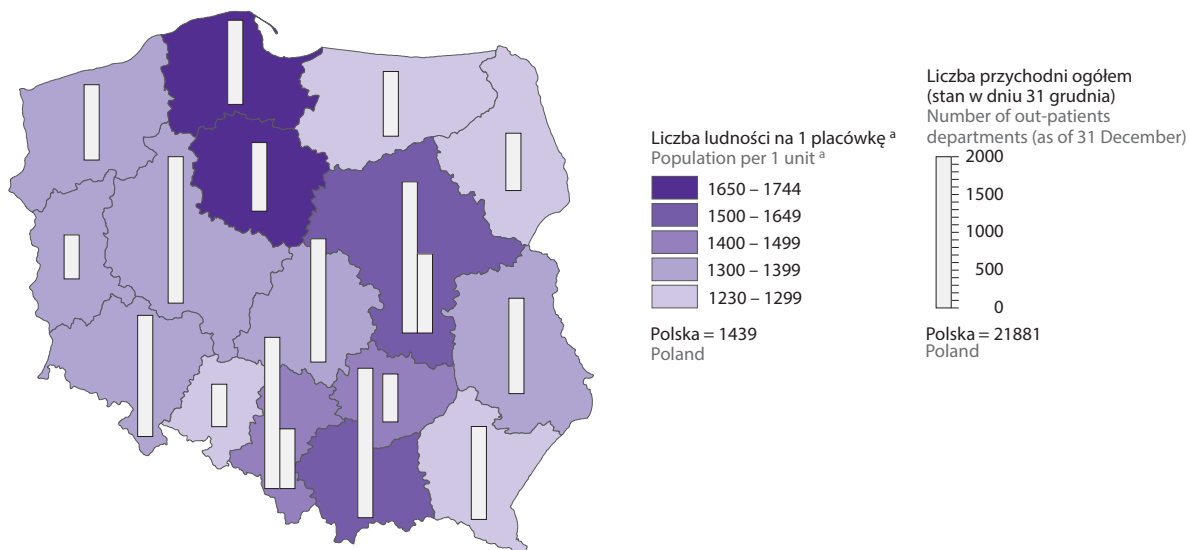 Liczba ludności na 1 placówkę ª
Population per 1 unit ª
1650 – 1744
1500 – 1649
1400 – 1499
1300 – 1399
1230 – 1299
Polska = 1439
Poland
Liczba przychodni ogółem
(stan w dniu 31 grudnia)
Number of out-patients
departments (as of 31 December)
2000
1500
1000
500
0
Polska = 21881
Poland